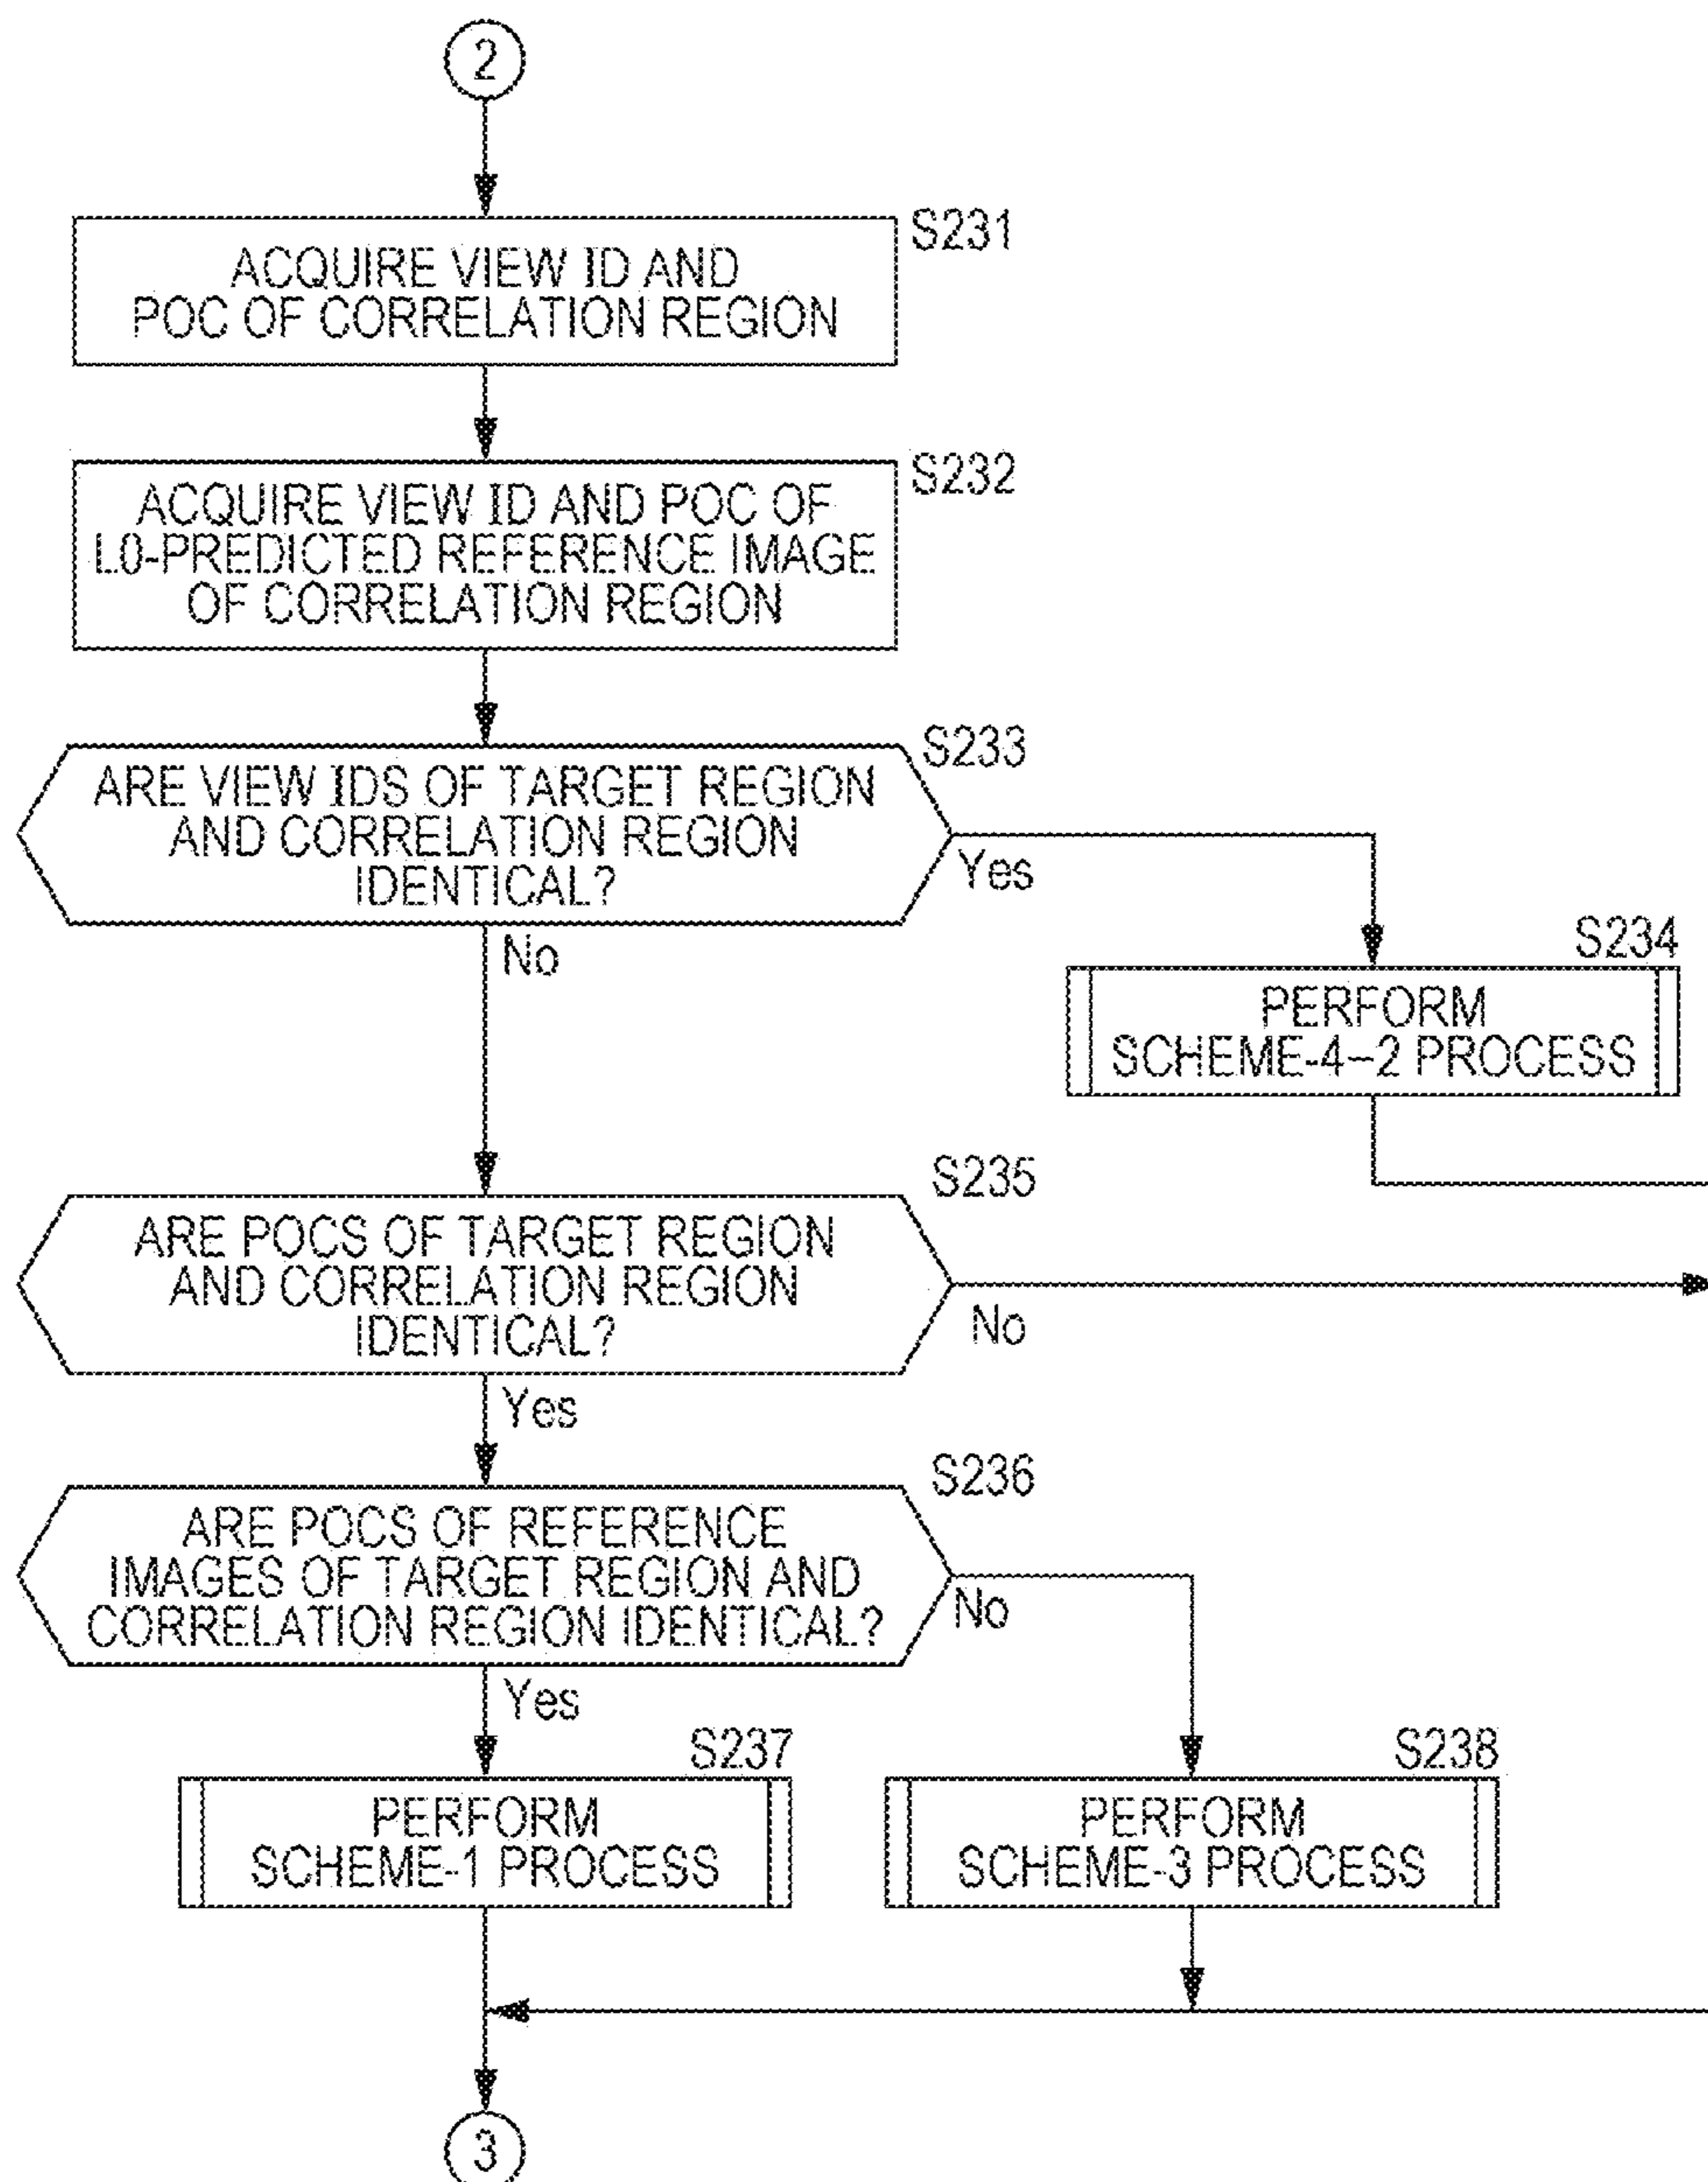 2
S231
ACQUIRE VIEW ID AND
POC OF CORRELATION REGION
S232
ACQUIRE VIEW ID AND POC OF
L0-PREDICTED REFERENCE IMAGE
OF CORRELATION REGION
S233
ARE VIEW IDS OF TARGET REGION
AND CORRELATION REGION
IDENTICAL?
Yes
No
S234
PERFORM
SCHEME-4-2 PROCESS
S235
ARE POCS OF TARGET REGION
AND CORRELATION REGION
IDENTICAL?
No
Yes
S236
ARE POCS OF REFERENCE
IMAGES OF TARGET REGION AND
CORRELATION REGION IDENTICAL?
No
Yes
S237
PERFORM
SCHEME-1 PROCESS
S238
PERFORM
SCHEME-3 PROCESS
3